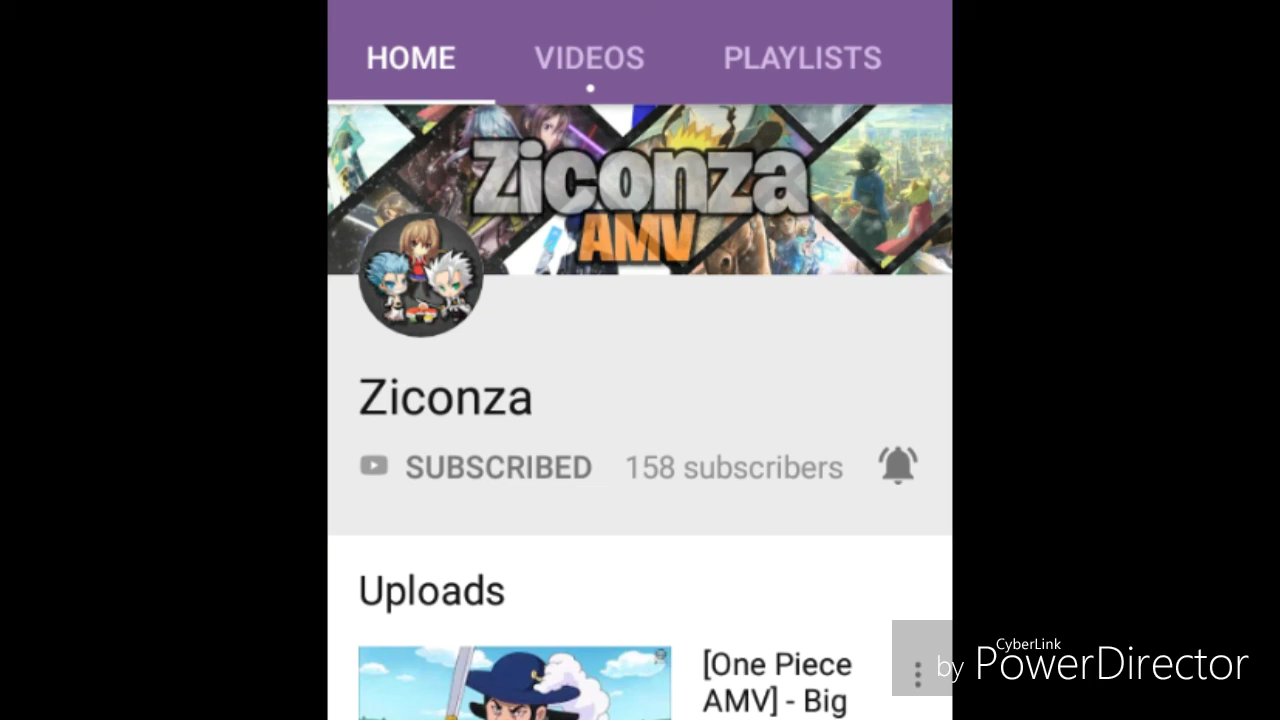 HOME VIDEOS PLAYLISTS
Ziconza
AMV
Ziconza
SUBSCRIBED 158 subscribers
Uploads
[One Piece
AMV] - Big
CyberLink
by PowerDirector